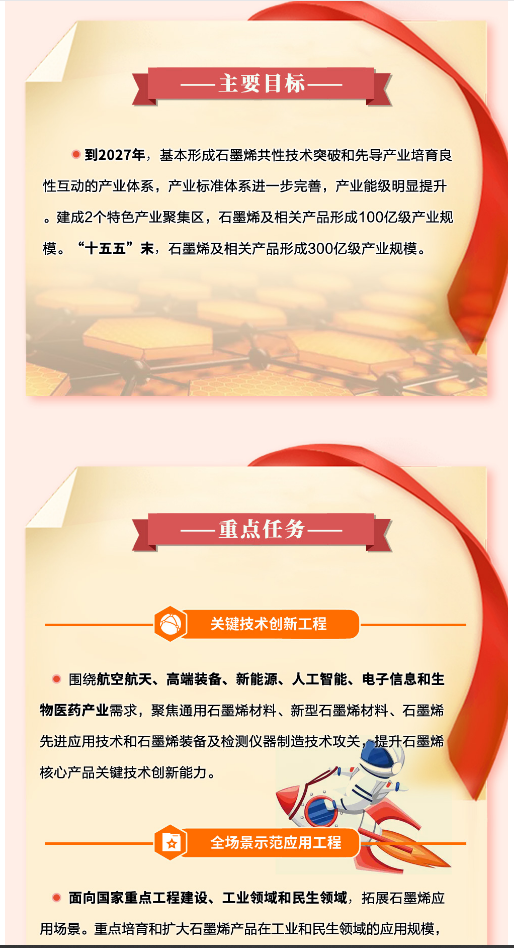 主要目标
到2027年，基本形成石墨烯共性技术突破和先导产业培育良
性互动的产业体系，产业标准体系进一步完善，产业能级明显提升
。建成2个特色产业聚集区，石墨烯及相关产品形成100亿级产业规
模。“十五五”末，石墨烯及相关产品形成300亿级产业规模。
重点任务
关键技术创新工程
围绕航空航天、高端装备、新能源、人工智能、电子信息和生
物医药产业需求，聚焦通用石墨烯材料、新型石墨烯材料、石墨烯
先进应用技术和石墨烯装备及检测仪器制造技术攻关，提升石墨烯
核心产品关键技术创新能力。
全场景示范应用工程
面向国家重点工程建设、工业领域和民生领域，拓展石墨烯应
用场景。重点培育和扩大石墨烯产品在工业和民生领域的应用规模，